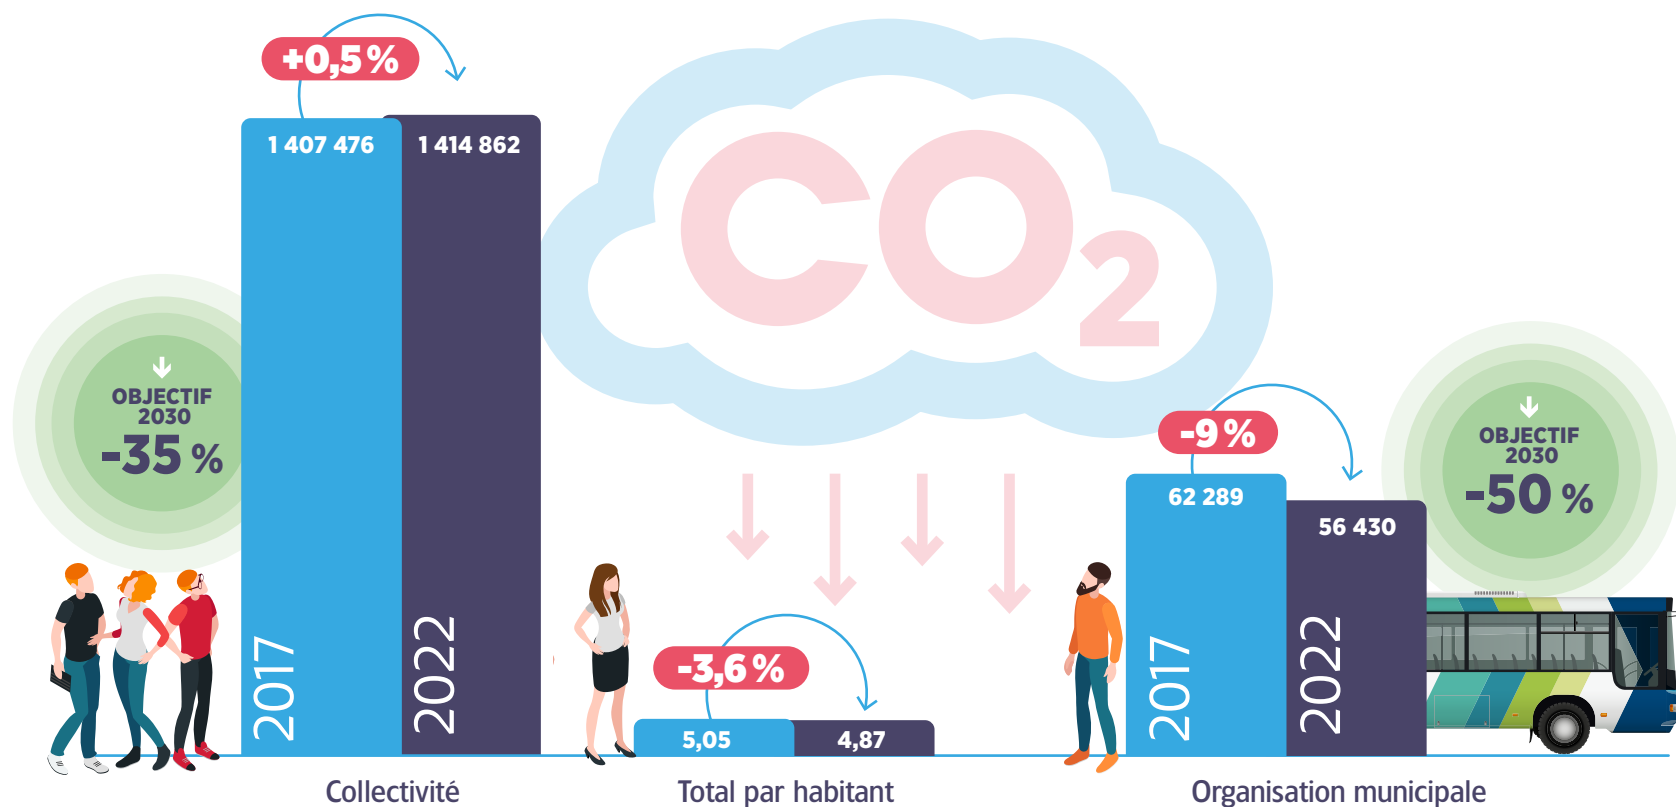 +0,5 %
1 407 476
1 414 862
CO2
OBJECTIF
2030
-35 %
-9 %
62 289
56 430
OBJECTIF
2030
-50 %
2017
2022
-3,6 %
5,05
4,87
2017
2022
Collectivité
Total par habitant
Organisation municipale